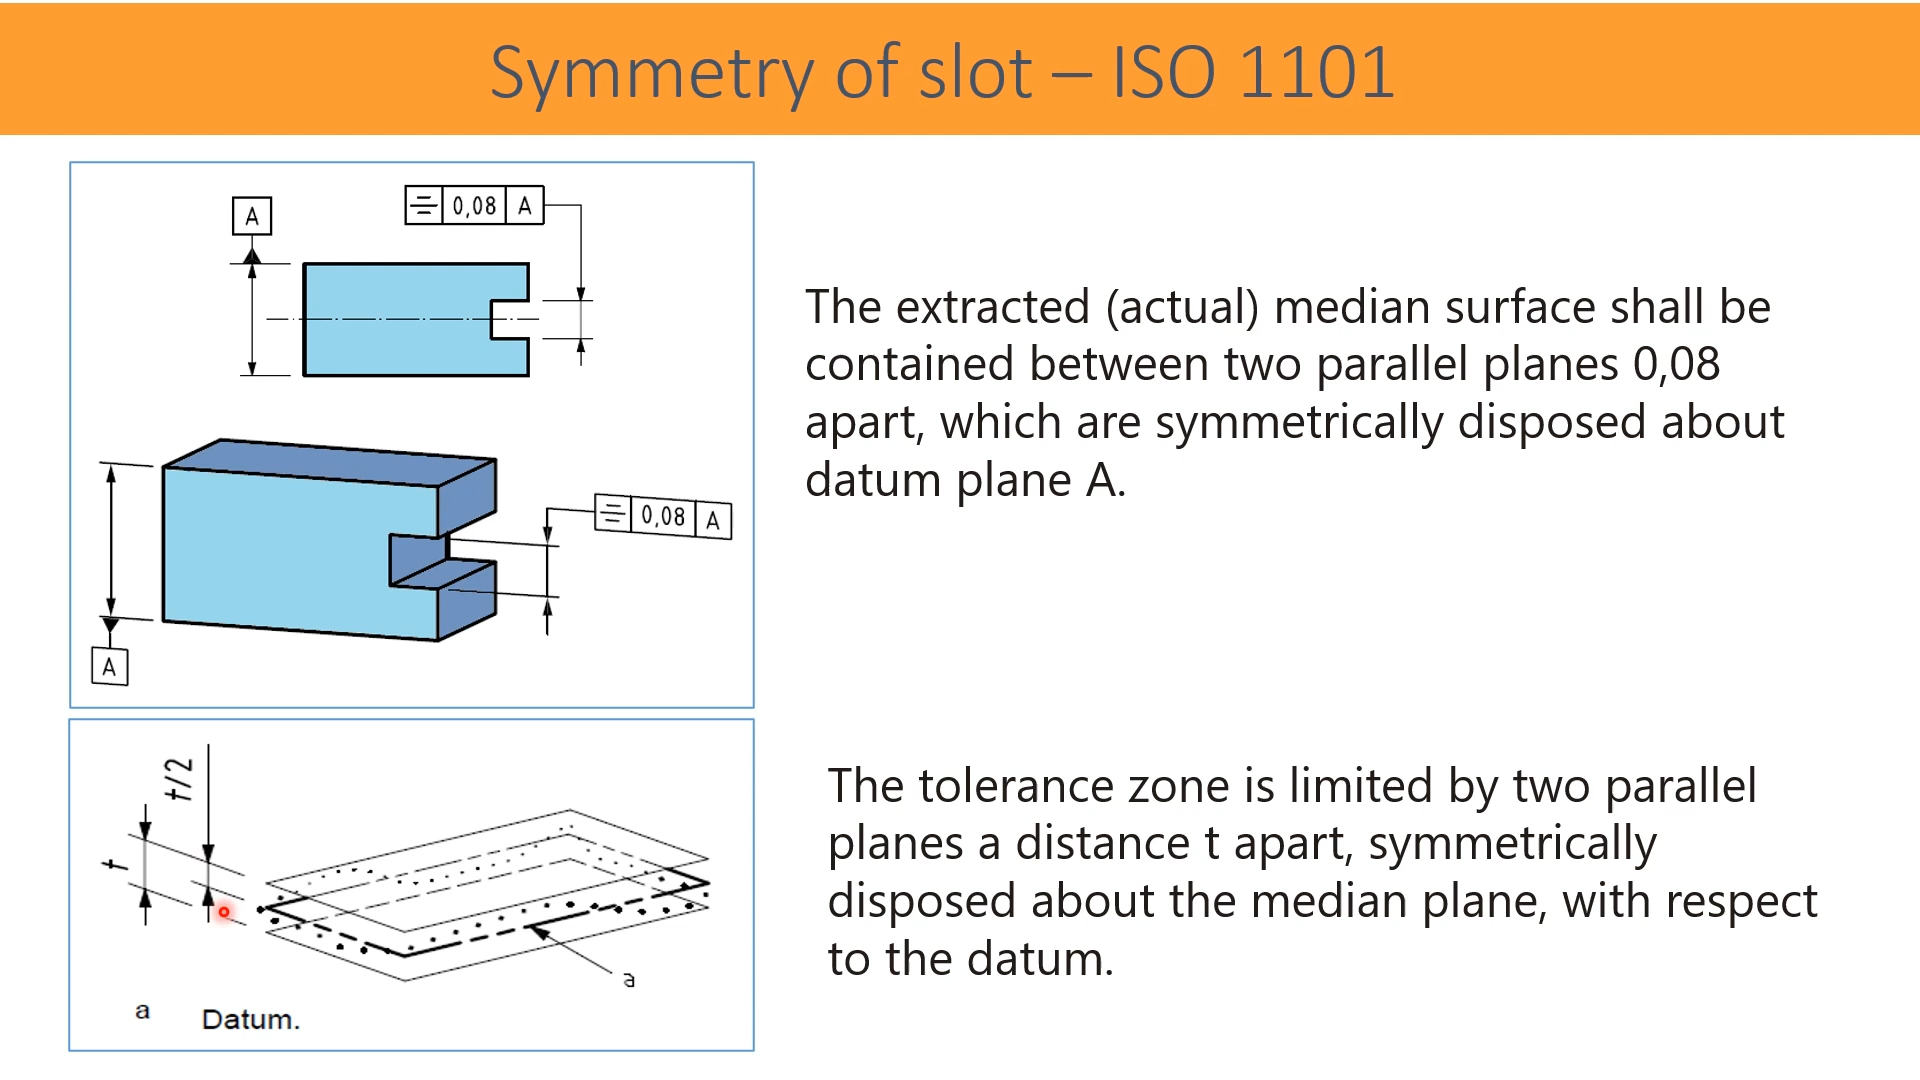 Symmetry of slot – ISO 1101
A
0,08 A
0,08 A
A
The extracted (actual) median surface shall be
contained between two parallel planes 0,08
apart, which are symmetrically disposed about
datum plane A.
t/2
t
a
a Datum.
The tolerance zone is limited by two parallel
planes a distance t apart, symmetrically
disposed about the median plane, with respect
to the datum.